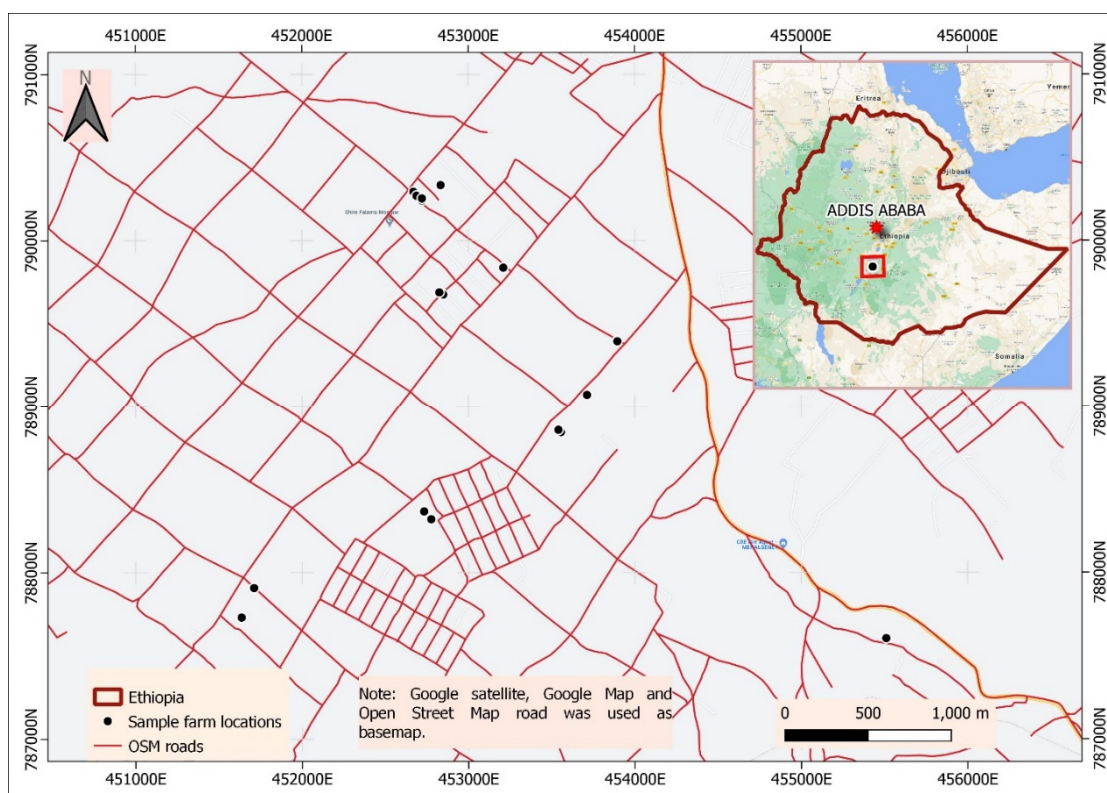 451000E 452000E 453000E 454000E 455000E 456000E
791000N
790000N
789000N
788000N
787000N
791000N
790000N
789000N
788000N
787000N
N
Eritrea
Yemen
Djibouti
ADDIS ABABA
Ethiopia
Somalia
Ethiopia
Sample farm locations
OSM roads
Note: Google satellite, Google Map and
Open Street Map road was used as
basemap.
0 500 1,000 m
451000E 452000E 453000E 454000E 455000E 456000E